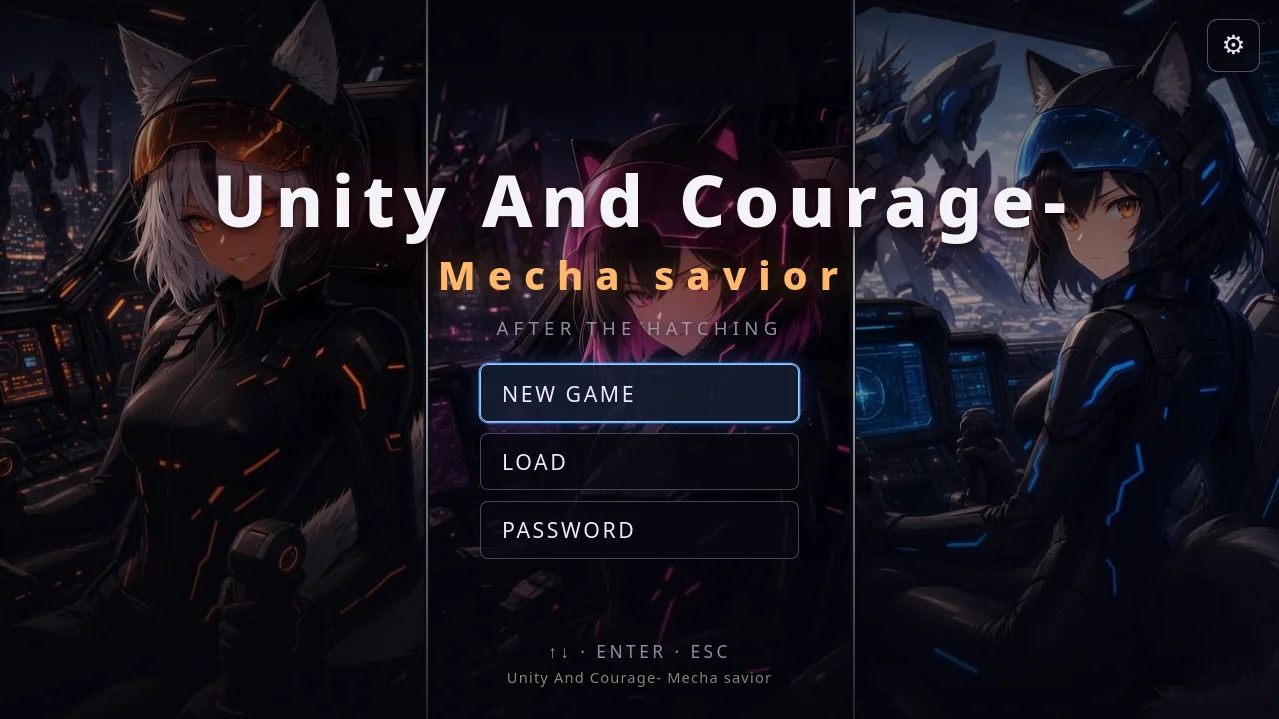 Unity And Courage-
Mecha savior
AFTER THE HATCHING
NEW GAME
LOAD
PASSWORD
↑↓ · ENTER · ESC
Unity And Courage- Mecha savior